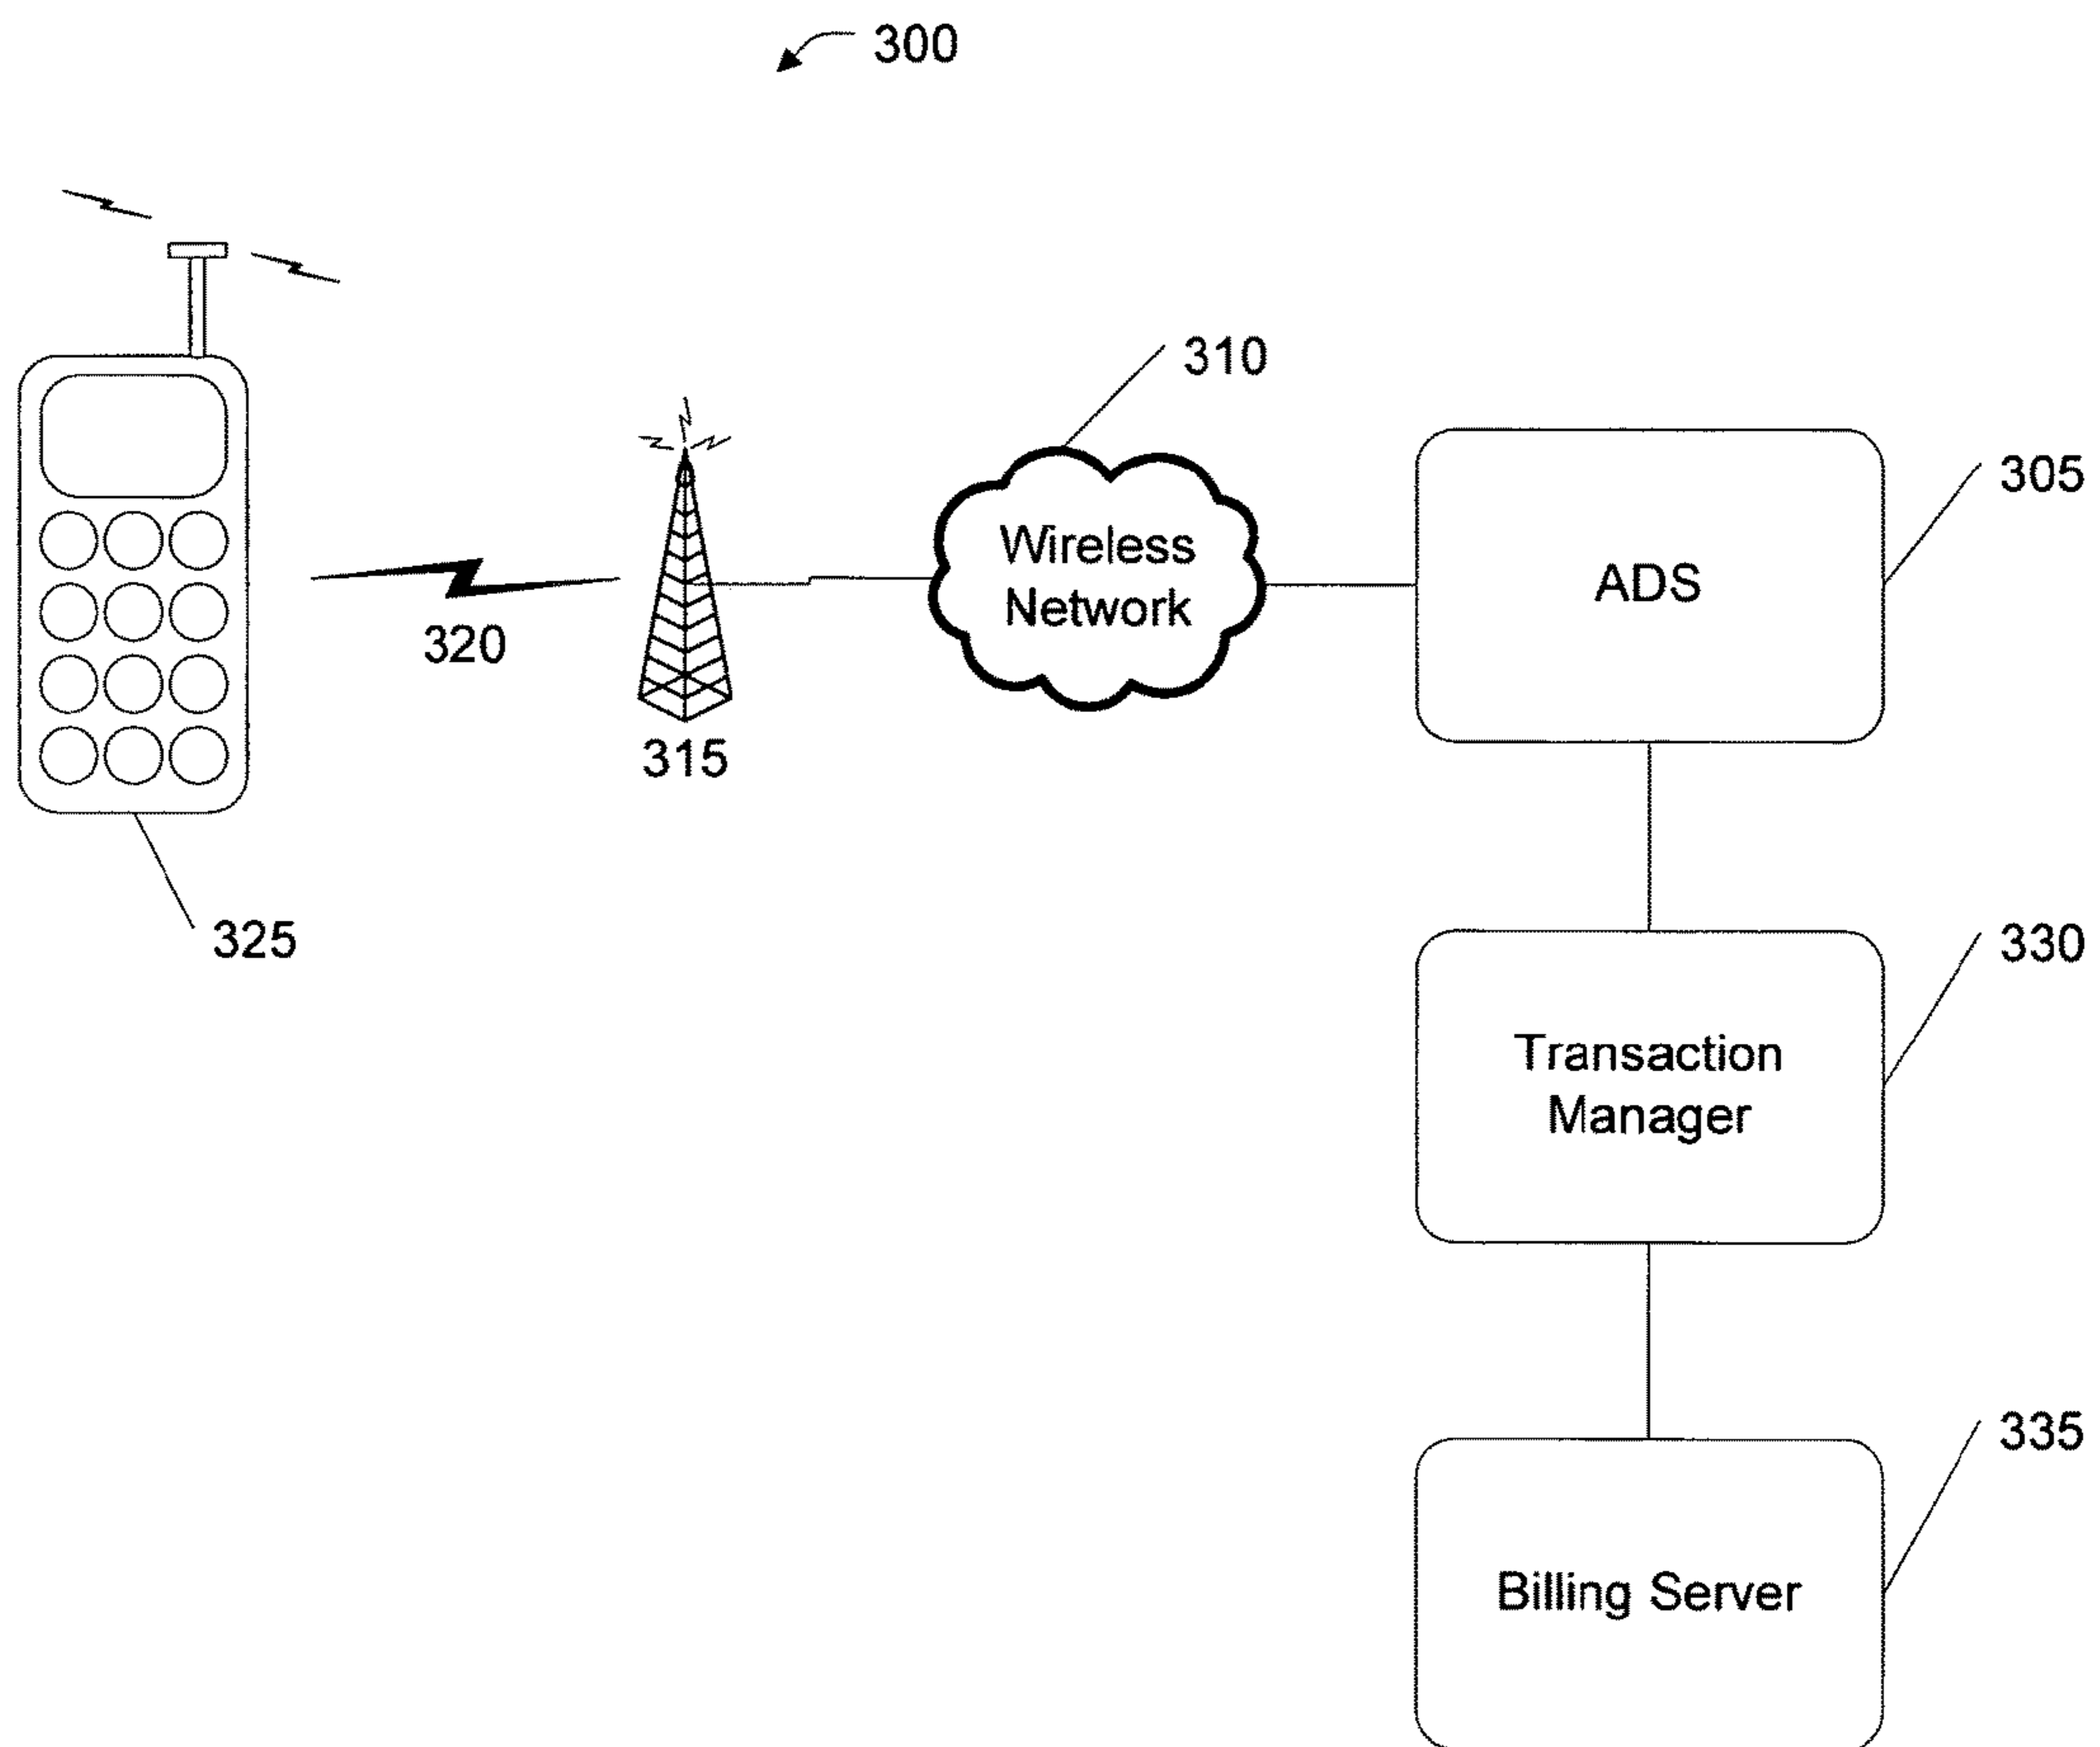 300
310
Wireless
Network
305
ADS
320
315
325
330
Transaction
Manager
335
Billing Server